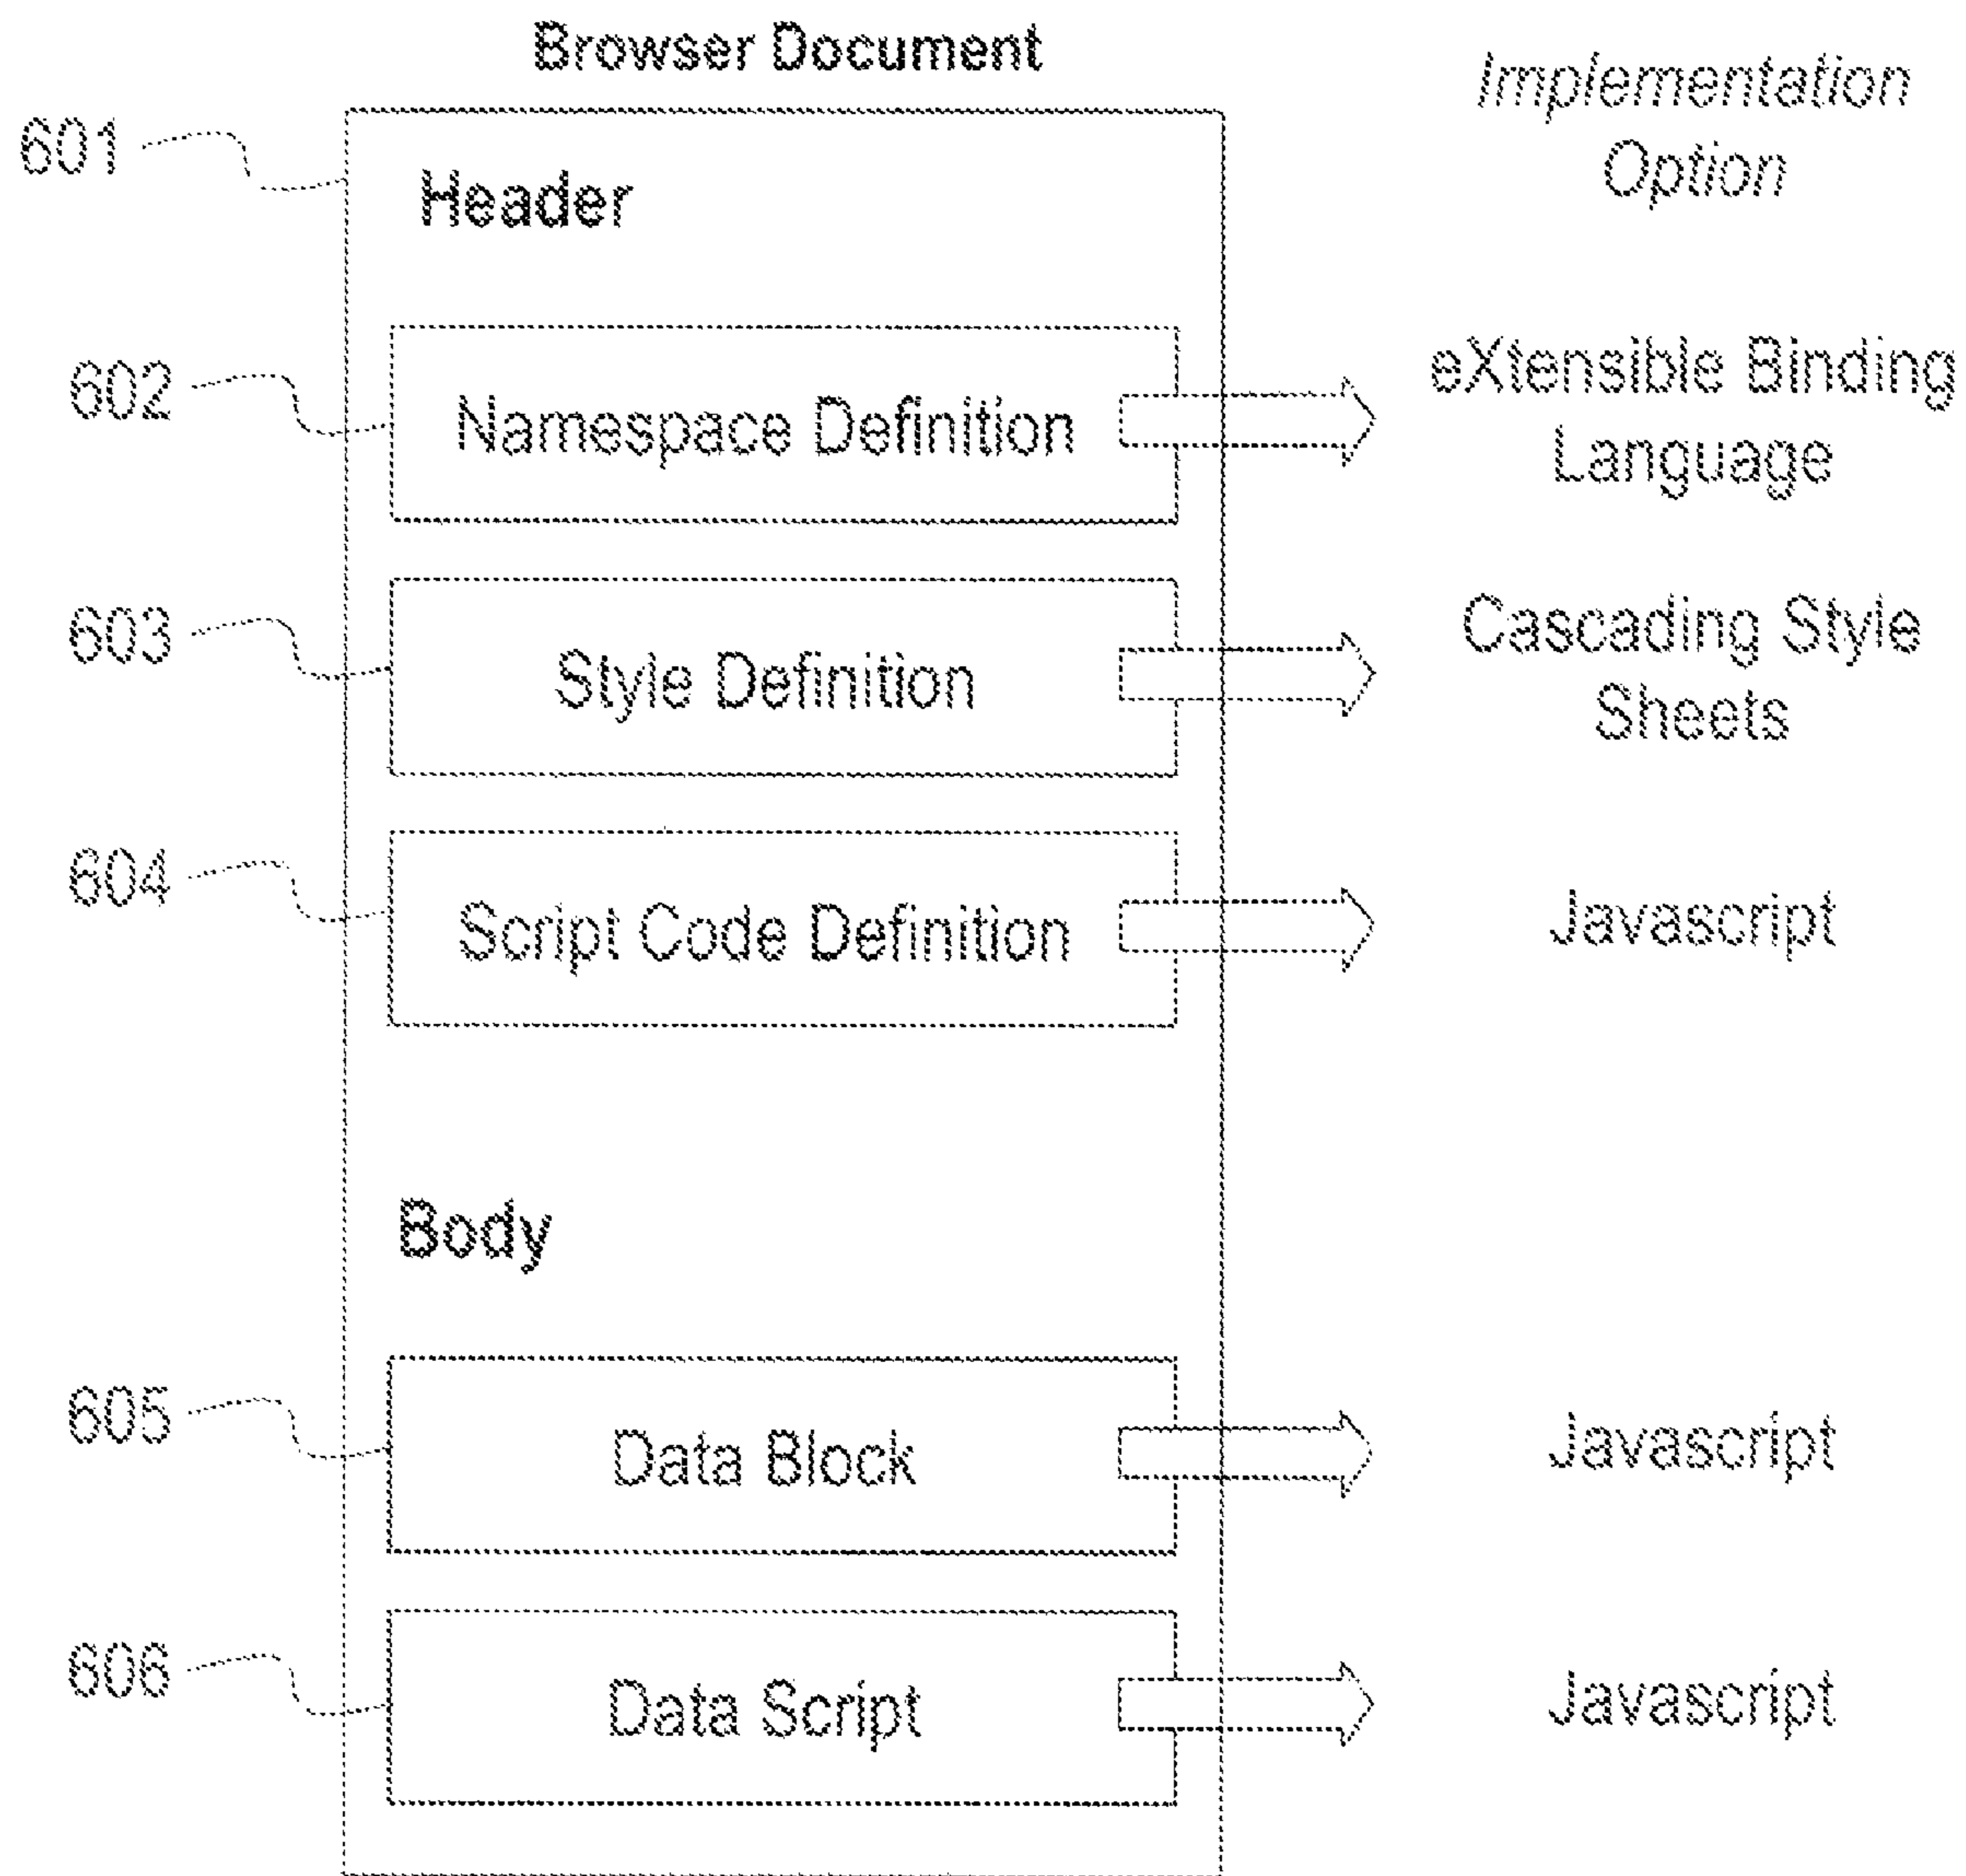 Browser Document
Implementation
Option
601
Header
602
Namespace Definition
eXtensible Binding
Language
603
Style Definition
Cascading Style
Sheets
604
Script Code Definition
Javascript
Body
605
Data Block
Javascript
606
Data Script
Javascript